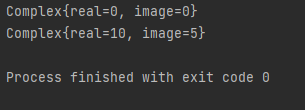 Complex{real=0, image=0}
Complex{real=10, image=5}
Process finished with exit code 0